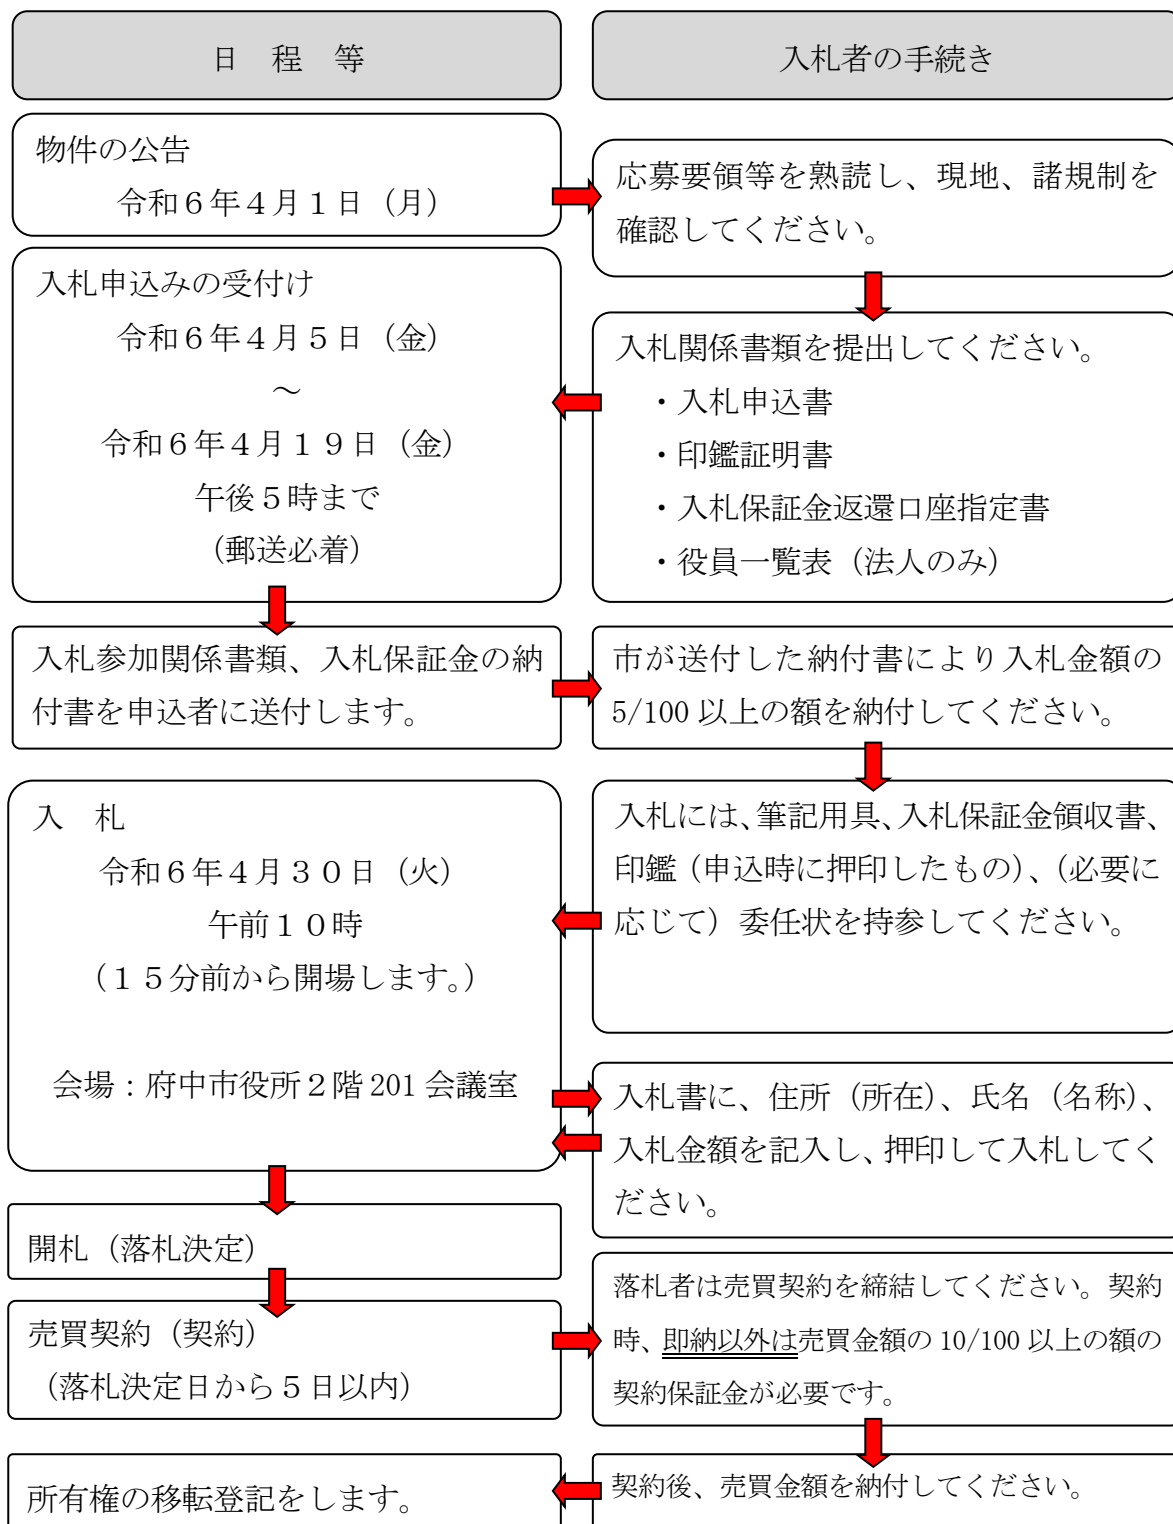 日　程　等
入札者の手続き
物件の公告
令和６年４月１日（月）
応募要領等を熟読し、現地、諸規制を
確認してください。
入札申込みの受付け
令和６年４月５日（金）
～
令和６年４月１９日（金）
午後５時まで
（郵送必着）
入札関係書類を提出してください。
・入札申込書
・印鑑証明書
・入札保証金返還口座指定書
・役員一覧表（法人のみ）
入札参加関係書類、入札保証金の納
付書を申込者に送付します。
市が送付した納付書により入札金額の
5/100 以上の額を納付してください。
入　札
令和６年４月３０日（火）
午前１０時
（１５分前から開場します。）
会場：府中市役所２階 201 会議室
入札には、筆記用具、入札保証金領収書、
印鑑（申込時に押印したもの）、（必要に
応じて）委任状を持参してください。
入札書に、住所（所在）、氏名（名称）、
入札金額を記入し、押印して入札してく
ださい。
開札（落札決定）
売買契約（契約）
（落札決定日から５日以内）
落札者は売買契約を締結してください。契約
時、即納以外は売買金額の 10/100 以上の額の
契約保証金が必要です。
所有権の移転登記をします。
契約後、売買金額を納付してください。